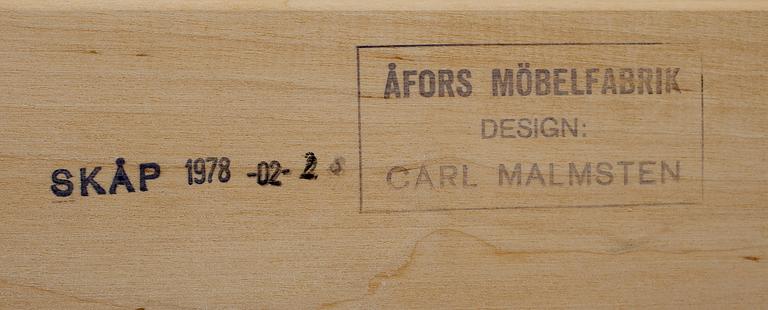 SKÅP 1978 -02- 2
ÅFORS MÖBELFABRIK
DESIGN:
CARL MALMSTEN